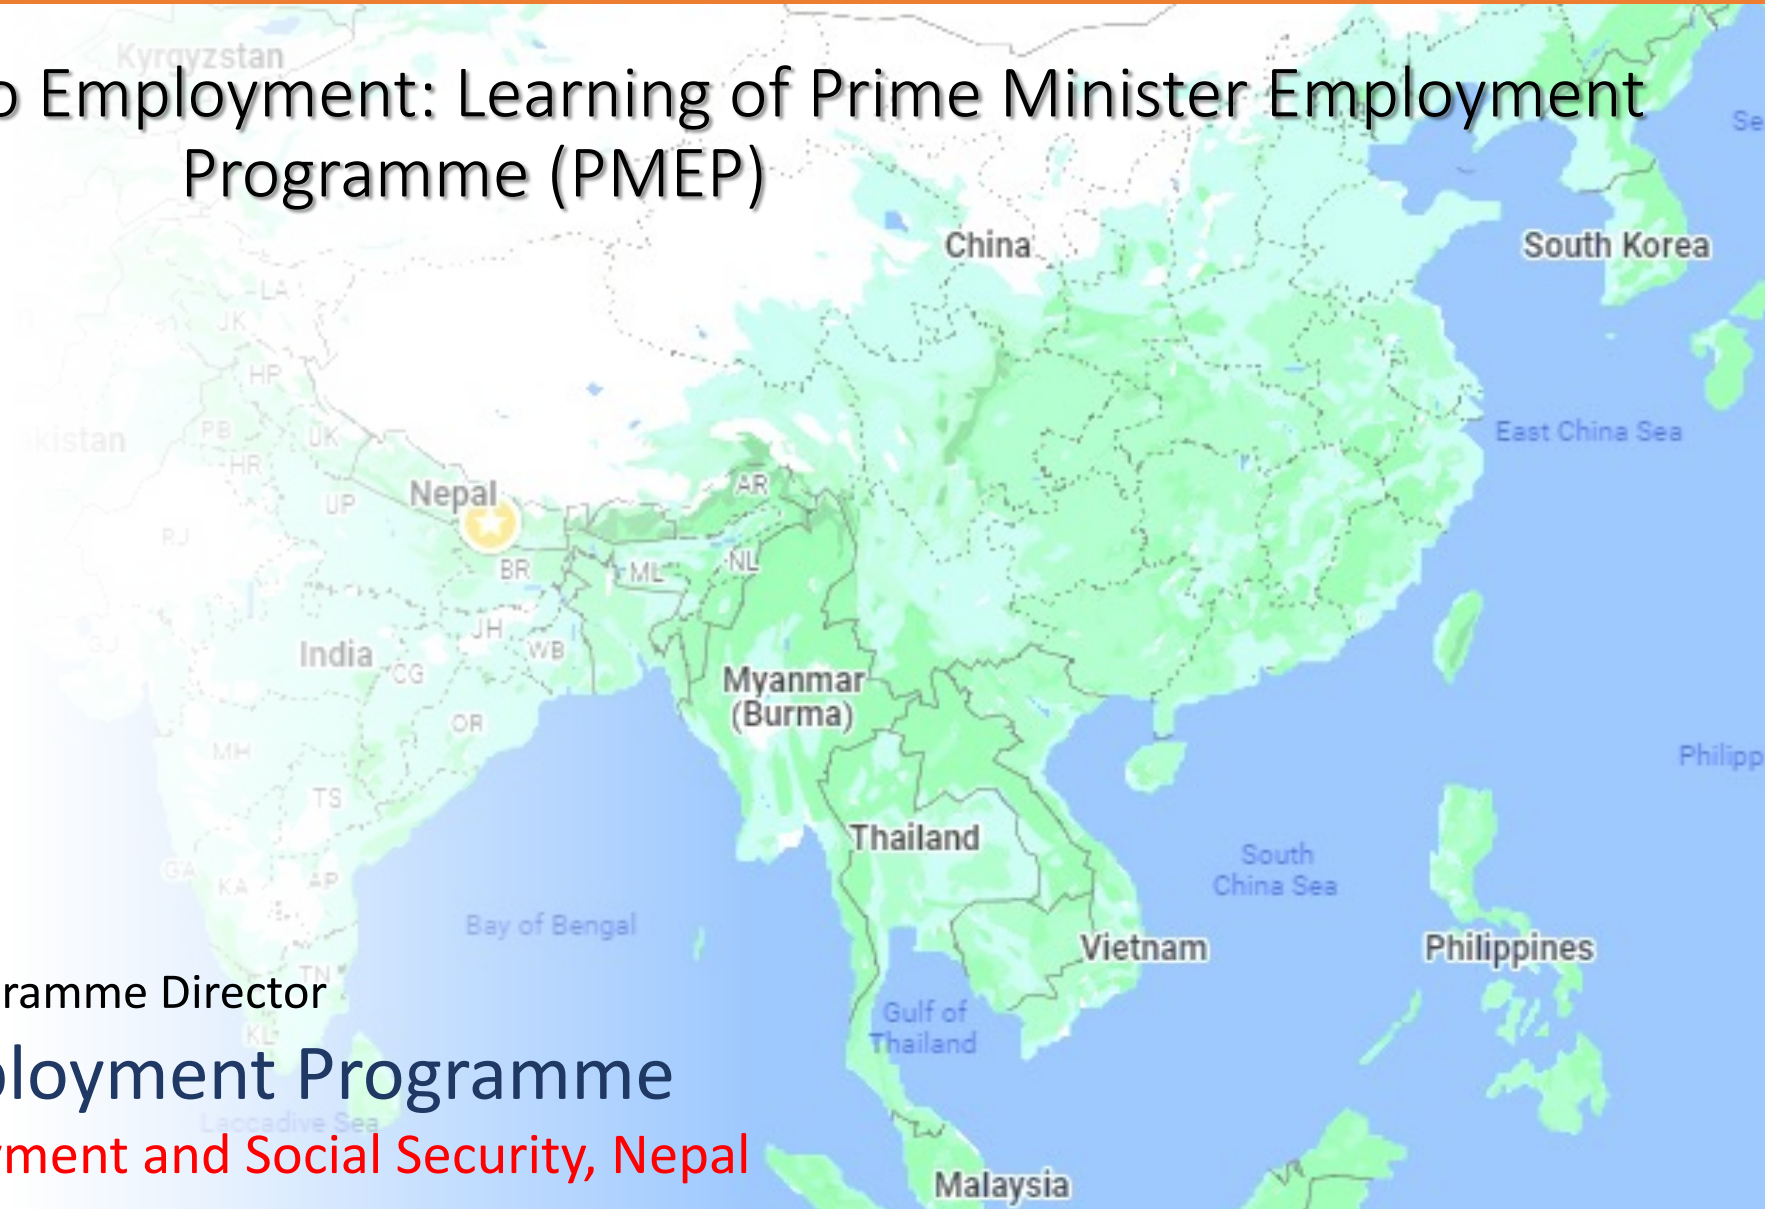 Kyrgyzstan
o Employment: Learning of Prime Minister Employment
Programme (PMEP)
Se
China
South Korea
LA
JK
HP
PB
UK
kistan
HR
East China Sea
Nepal
AR
UP
RJ
BR
ML
NL
JH
WB
GJ
India
CG
Myanmar
(Burma)
OR
MH
Philipp
TS
Thailand
South
China Sea
GA
KA
AP
Bay of Bengal
Vietnam
Philippines
TN
ramme Director
Gulf of
Thailand
KL
ployment Programme
Laccadive Sea
yment and Social Security, Nepal
Malaysia